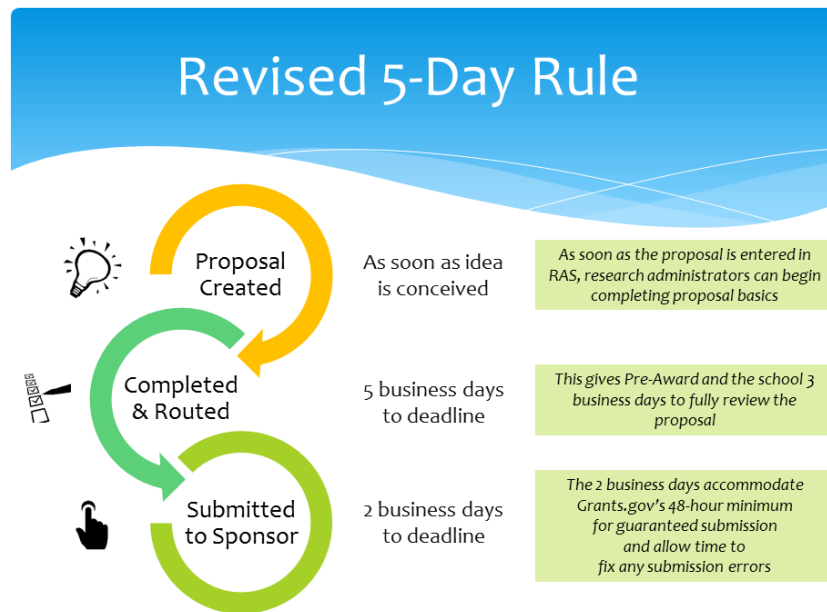 Revised 5-Day Rule
Proposal
Created
As soon as idea
is conceived
As soon as the proposal is entered in
RAS, research administrators can begin
completing proposal basics
Completed
& Routed
5 business days
to deadline
This gives Pre-Award and the school 3
business days to fully review the
proposal
Submitted
to Sponsor
2 business days
to deadline
The 2 business days accommodate
Grants.gov's 48-hour minimum
for guaranteed submission
and allow time to
fix any submission errors